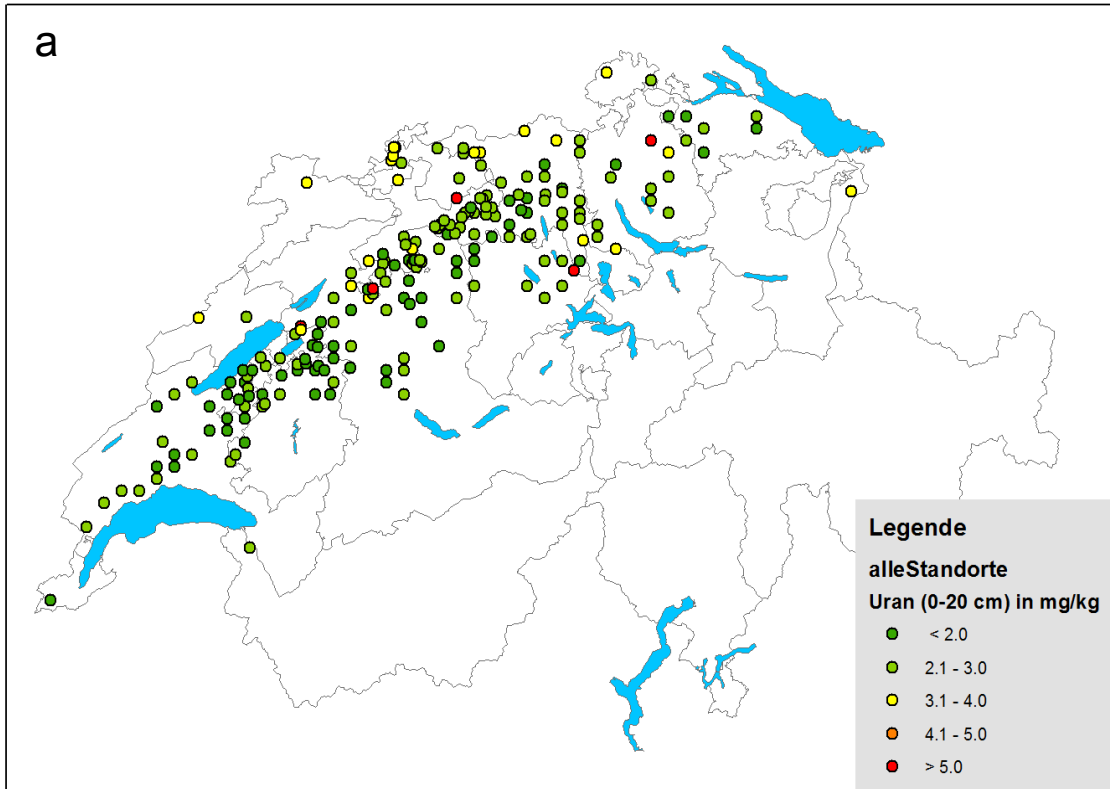 a
Legende
alleStandorte
Uran (0-20 cm) in mg/kg
< 2.0
2.1 - 3.0
3.1 - 4.0
4.1 - 5.0
> 5.0